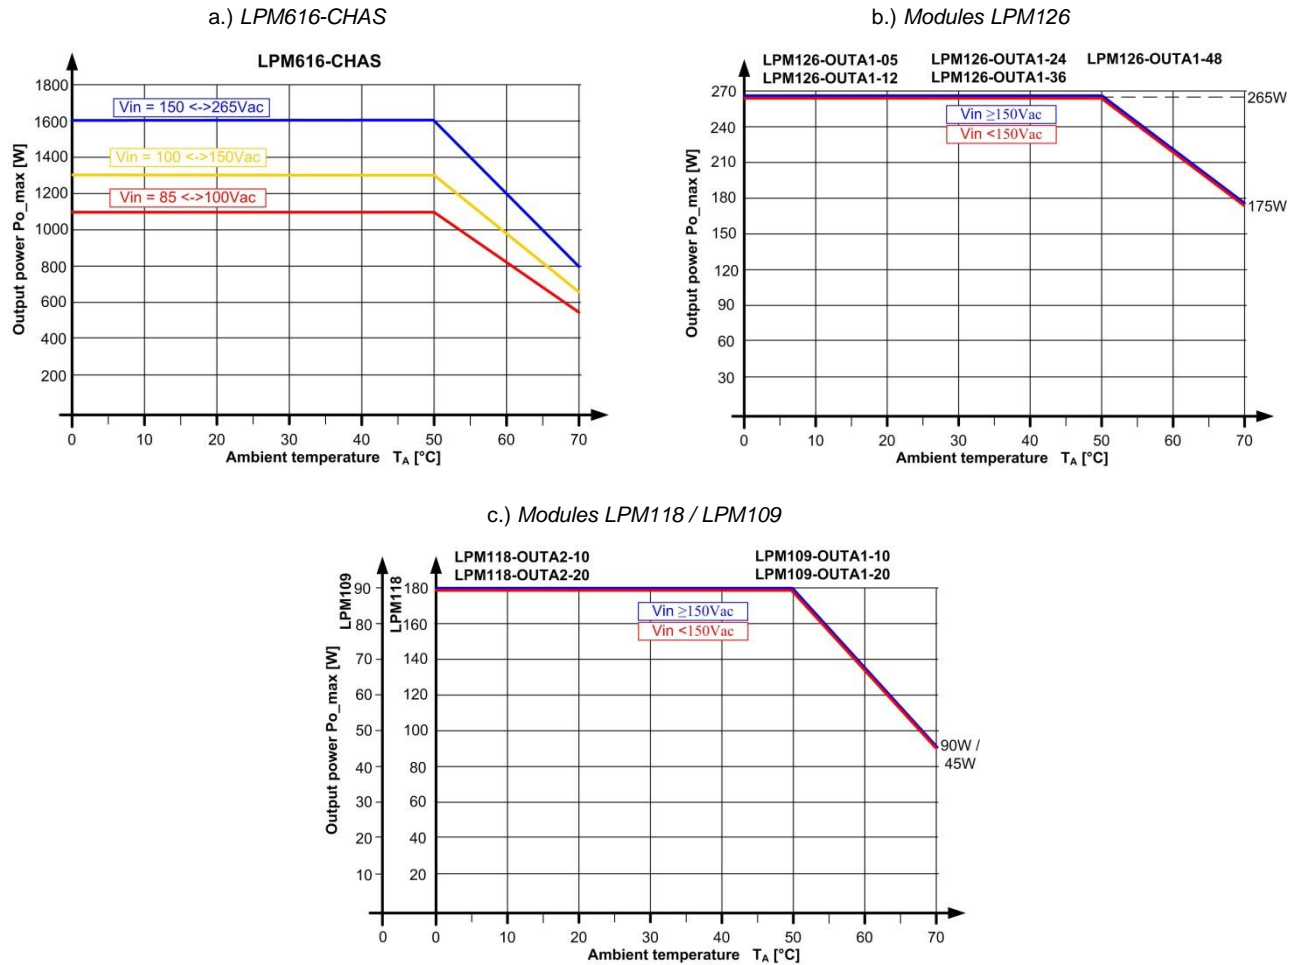 a.) LPM616-CHAS
b.) Modules LPM126
LPM616-CHAS
1800
1600
1400
1200
1000
800
600
400
200
Output power Po_max [W]
Vin = 150 <->265Vac
Vin = 100 <->150Vac
Vin = 85 <->100Vac
0 10 20 30 40 50 60 70
Ambient temperature TA [°C]
LPM126-OUTA1-05 LPM126-OUTA1-24 LPM126-OUTA1-48
LPM126-OUTA1-12 LPM126-OUTA1-36
270
240
210
180
150
120
90
60
30
Output power Po_max [W]
Vin ≥150Vac
Vin <150Vac
265W
175W
0 10 20 30 40 50 60 70
Ambient temperature TA [°C]
c.) Modules LPM118 / LPM109
LPM118-OUTA2-10 LPM109-OUTA1-10
LPM118-OUTA2-20 LPM109-OUTA1-20
LPM109
LPM118
Output power Po_max [W]
90 180
80 160
70 140
60 120
50 100
40 80
30 60
20 40
10 20
Vin ≥150Vac
Vin <150Vac
90W /
45W
0 0 10 20 30 40 50 60 70
Ambient temperature TA [°C]